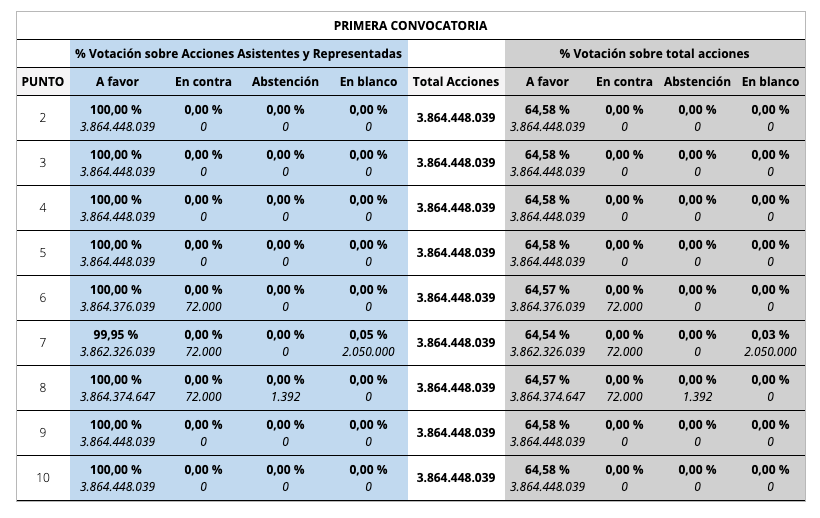 PRIMERA CONVOCATORIA
% Votación sobre Acciones Asistentes y Representadas % Votación sobre total acciones
PUNTO A favor En contra Abstención En blanco Total Acciones A favor En contra Abstención En blanco
2 100,00 % 0,00 % 0,00 % 0,00 % 3.864.448.039 64,58 % 0,00 % 0,00 % 0,00 %
3.864.448.039 0 0 0 3.864.448.039 0 0 0
3 100,00 % 0,00 % 0,00 % 0,00 % 3.864.448.039 64,58 % 0,00 % 0,00 % 0,00 %
3.864.448.039 0 0 0 3.864.448.039 0 0 0
4 100,00 % 0,00 % 0,00 % 0,00 % 3.864.448.039 64,58 % 0,00 % 0,00 % 0,00 %
3.864.448.039 0 0 0 3.864.448.039 0 0 0
5 100,00 % 0,00 % 0,00 % 0,00 % 3.864.448.039 64,58 % 0,00 % 0,00 % 0,00 %
3.864.448.039 0 0 0 3.864.448.039 0 0 0
6 100,00 % 0,00 % 0,00 % 0,00 % 3.864.448.039 64,57 % 0,00 % 0,00 % 0,00 %
3.864.376.039 72.000 0 0 3.864.376.039 72.000 0 0
7 99,95 % 0,00 % 0,00 % 0,05 % 3.864.448.039 64,54 % 0,00 % 0,00 % 0,03 %
3.862.326.039 72.000 0 2.050.000 3.862.326.039 72.000 0 2.050.000
8 100,00 % 0,00 % 0,00 % 0,00 % 3.864.448.039 64,57 % 0,00 % 0,00 % 0,00 %
3.864.374.647 72.000 1.392 0 3.864.374.647 72.000 1.392 0
9 100,00 % 0,00 % 0,00 % 0,00 % 3.864.448.039 64,58 % 0,00 % 0,00 % 0,00 %
3.864.448.039 0 0 0 3.864.448.039 0 0 0
10 100,00 % 0,00 % 0,00 % 0,00 % 3.864.448.039 64,58 % 0,00 % 0,00 % 0,00 %
3.864.448.039 0 0 0 3.864.448.039 0 0 0